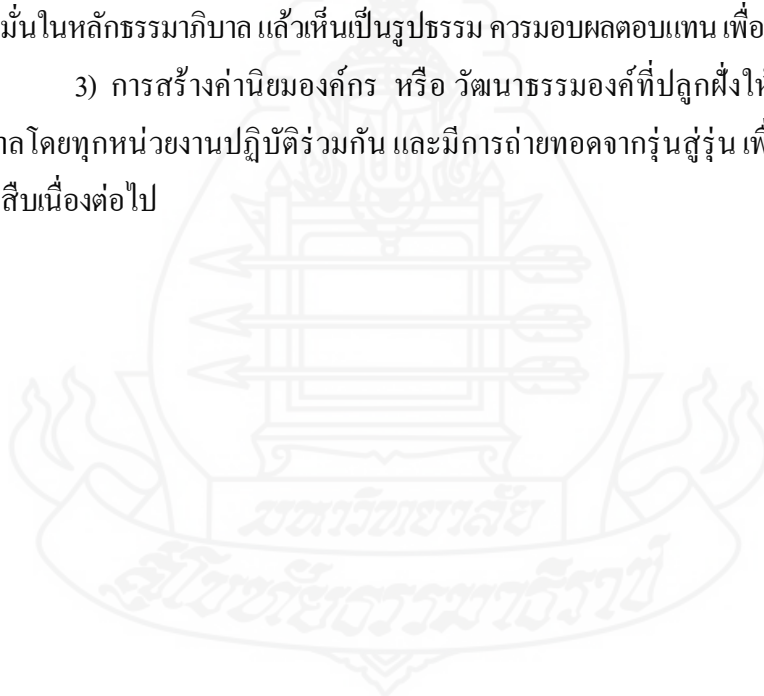 มั่นในหลักธรรมาภิบาล แล้วเห็นเป็นรูปธรรม ควรมอบผลตอบแทน เพื่อ
3) การสร้างค่านิยมองค์กร หรือ วัฒนาธรรมองค์ที่ปลูกฝั่งให้
าลโดยทุกหน่วยงานปฏิบัติร่วมกัน และมีการถ่ายทอดจากรุ่นสู่รุ่น เพื่
สืบเนื่องต่อไป
มหาวิทยาลัย
สุโขทัยธรรมาธิราช